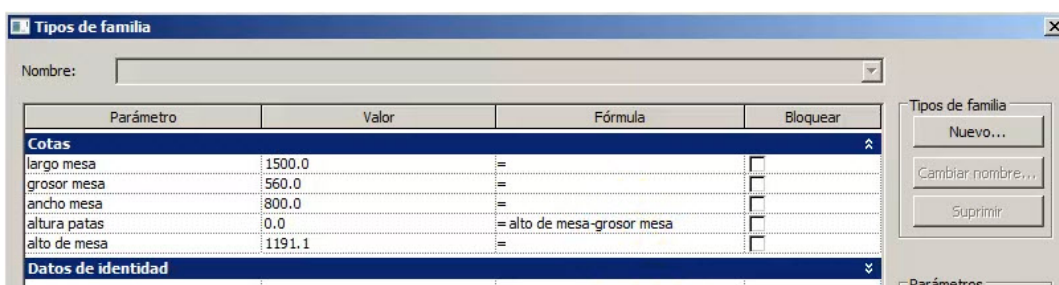 Tipos de familia
Nombre:
Parámetro Valor Fórmula Bloquear
Cotas
largo mesa 1500.0 =
grosor mesa 560.0 =
ancho mesa 800.0 =
altura patas 0.0 = alto de mesa-grosor mesa
alto de mesa 1191.1 =
Datos de identidad
Tipos de familia
Nuevo...
Cambiar nombre...
Suprimir
Parámetros